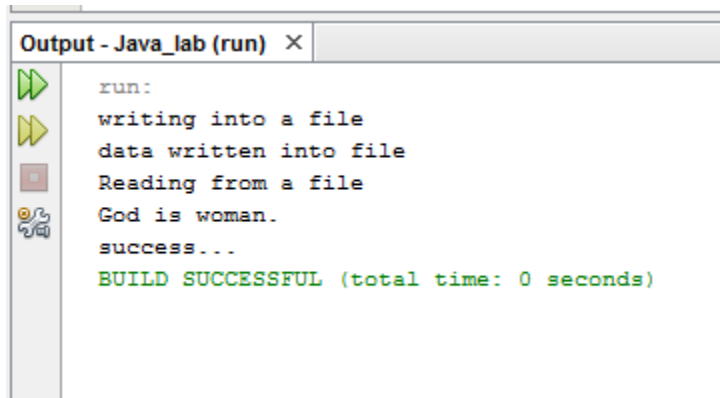 Output - Java_lab (run) ×
run:
writing into a file
data written into file
Reading from a file
God is woman.
success...
BUILD SUCCESSFUL (total time: 0 seconds)